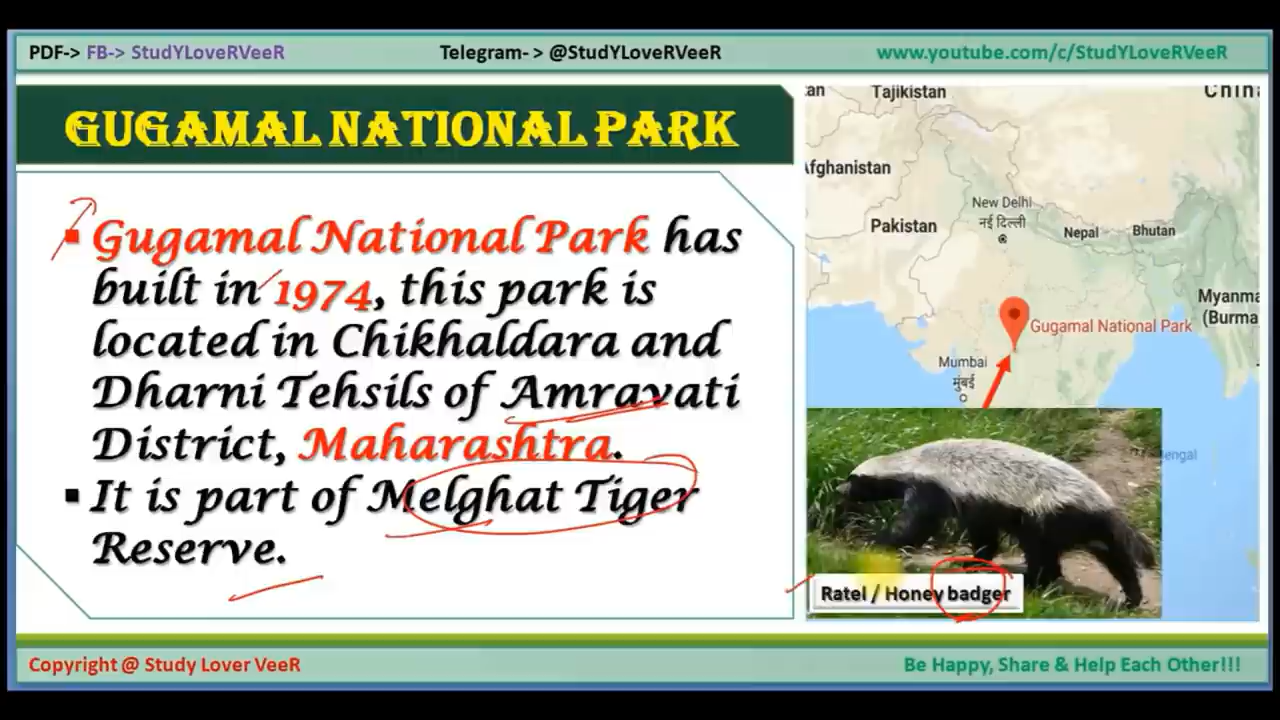 PDF-> FB-> StudYLoveRVeeR
Telegram- > @StudYLoveRVeeR
www.youtube.com/c/StudYLoveRVeeR
GUGAMAL NATIONAL PARK
▪ Gugamal National Park has
built in 1974, this park is
located in Chikhaldara and
Dharni Tehsils of Amravati
District, Maharashtra.
▪ It is part of Melghat Tiger
Reserve.
Tajikistan
Chin
Afghanistan
New Delhi
नई दिल्ली
Pakistan
Nepal
Bhutan
Myanma
(Burma
Gugamal National Park
Mumbai
मुंबई
engal
Ratel / Honey badger
Copyright @ Study Lover VeeR
Be Happy, Share & Help Each Other!!!